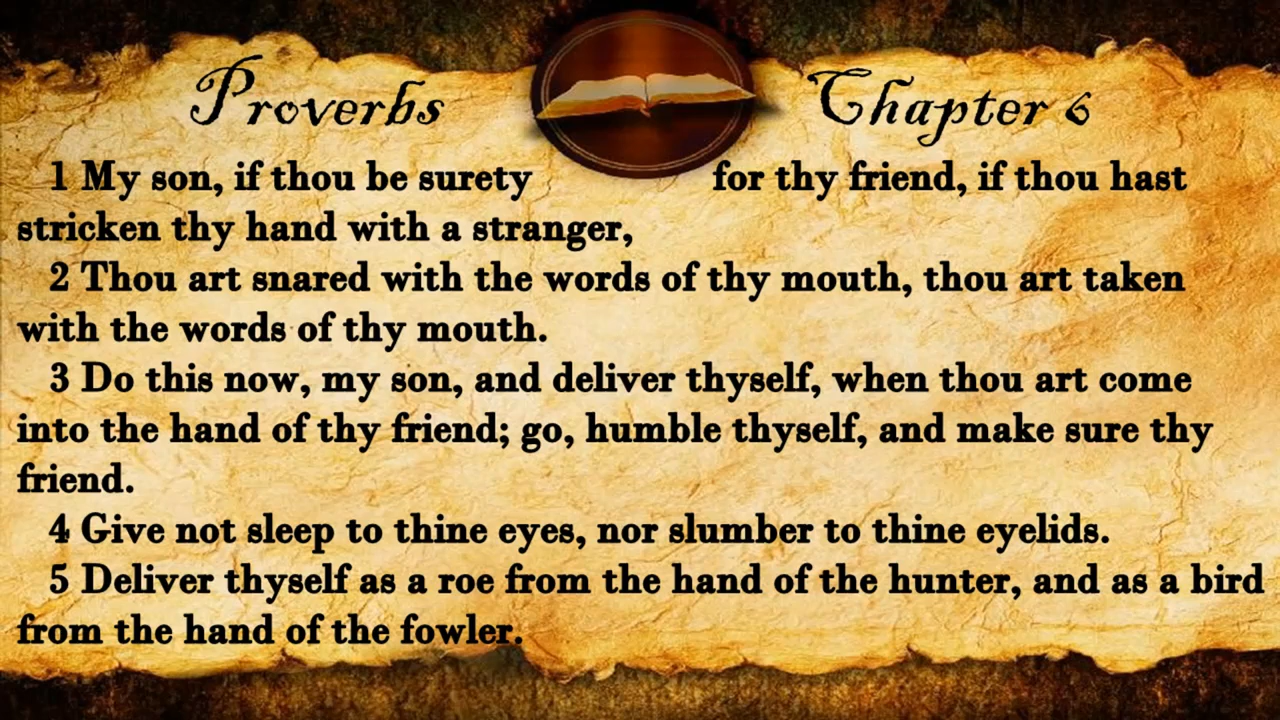 Proverbs Chapter 6
1 My son, if thou be surety for thy friend, if thou hast
stricken thy hand with a stranger,
2 Thou art snared with the words of thy mouth, thou art taken
with the words of thy mouth.
3 Do this now, my son, and deliver thyself, when thou art come
into the hand of thy friend; go, humble thyself, and make sure thy
friend.
4 Give not sleep to thine eyes, nor slumber to thine eyelids.
5 Deliver thyself as a roe from the hand of the hunter, and as a bird
from the hand of the fowler.